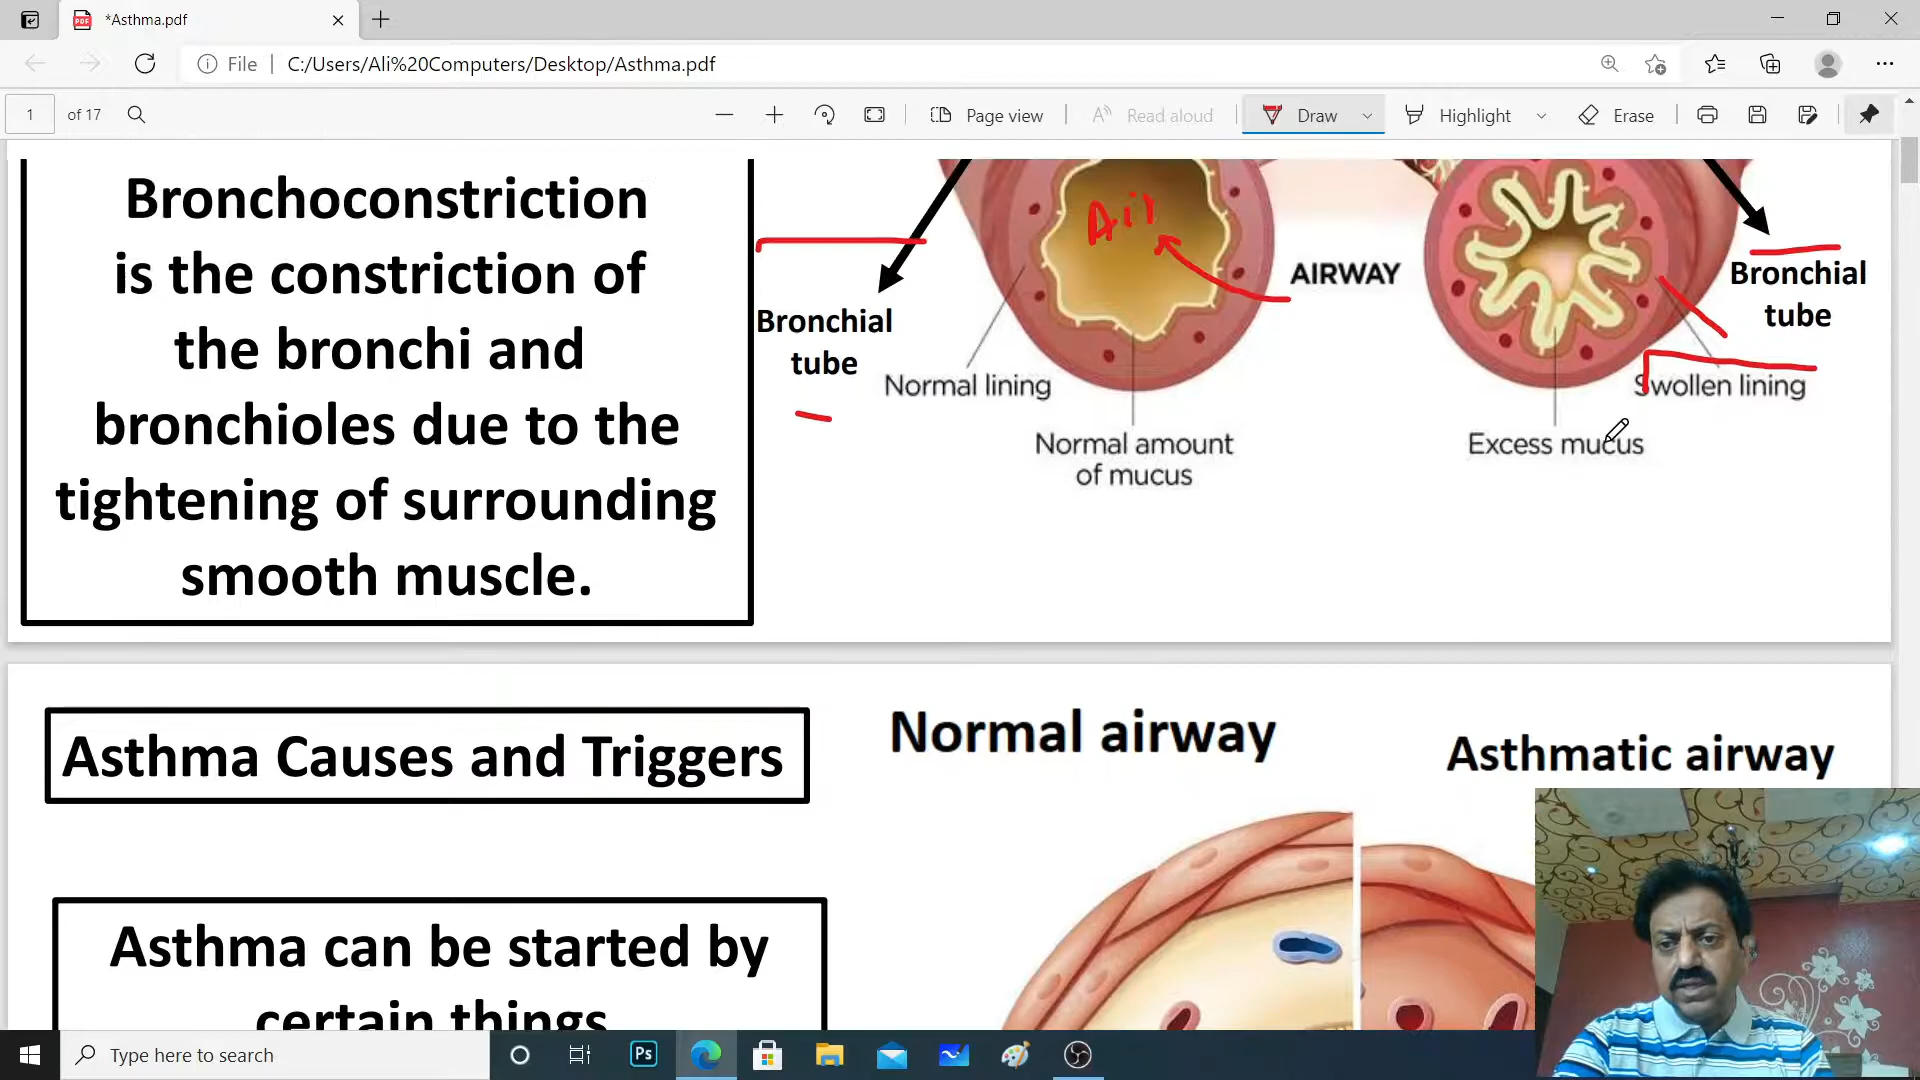 *Asthma.pdf
File
C:/Users/Ali%20Computers/Desktop/Asthma.pdf
1 of 17
Page view
Read aloud
Draw
Highlight
Erase
Bronchoconstriction
is the constriction of
the bronchi and
bronchioles due to the
tightening of surrounding
smooth muscle.
Air
AIRWAY
Bronchial
tube
Bronchial
tube
Normal lining
Swollen lining
Normal amount
of mucus
Excess mucus
Asthma Causes and Triggers
Normal airway
Asthmatic airway
Asthma can be started by
certain things
Type here to search
Ps